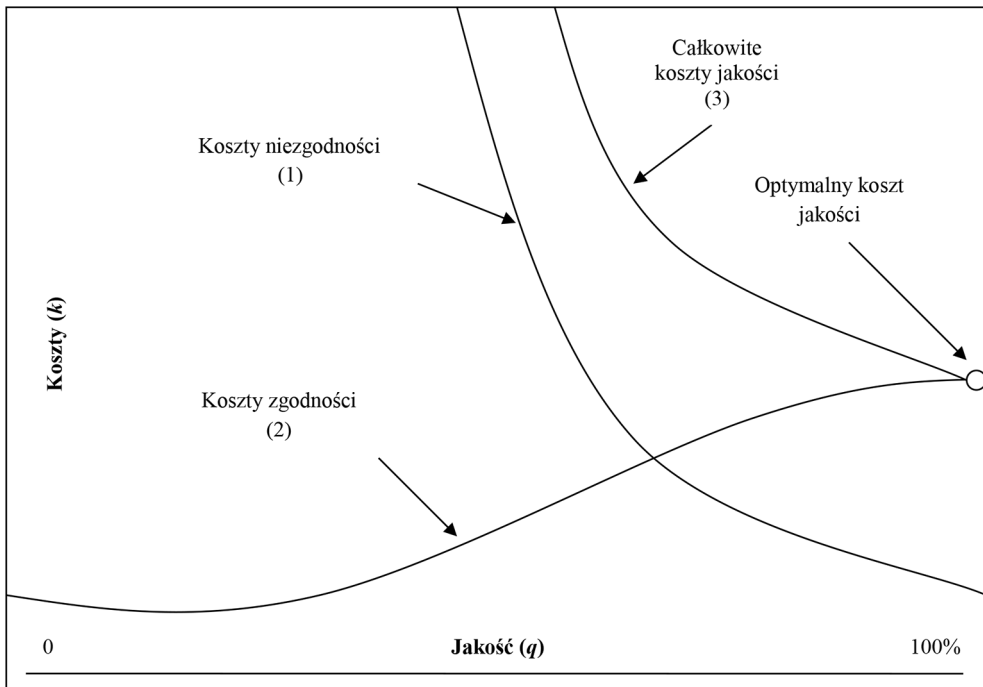 Całkowite
koszty jakości
(3)
Koszty niezgodności
(1)
Optymalny koszt
jakości
Koszty (k)
Koszty zgodności
(2)
0
Jakość (q)
100%